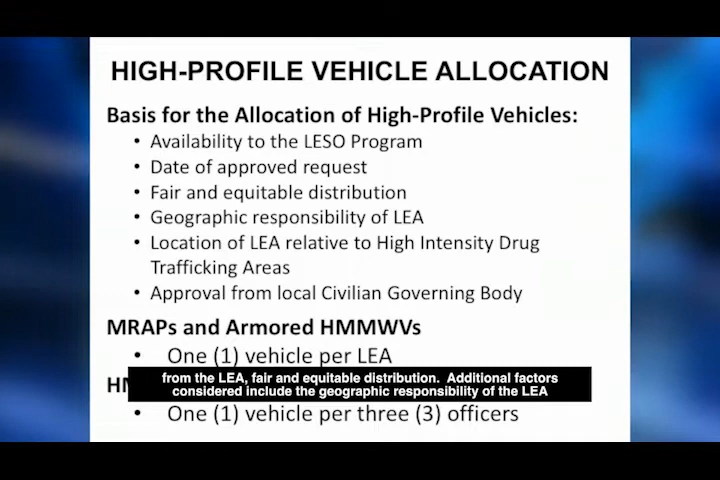 HIGH-PROFILE VEHICLE ALLOCATION
Basis for the Allocation of High-Profile Vehicles:
• Availability to the LESO Program
• Date of approved request
• Fair and equitable distribution
• Geographic responsibility of LEA
• Location of LEA relative to High Intensity Drug
Trafficking Areas
• Approval from local Civilian Governing Body
MRAPs and Armored HMMWVs
• One (1) vehicle per LEA
from the LEA, fair and equitable distribution. Additional factors
considered include the geographic responsibility of the LEA
• One (1) vehicle per three (3) officers